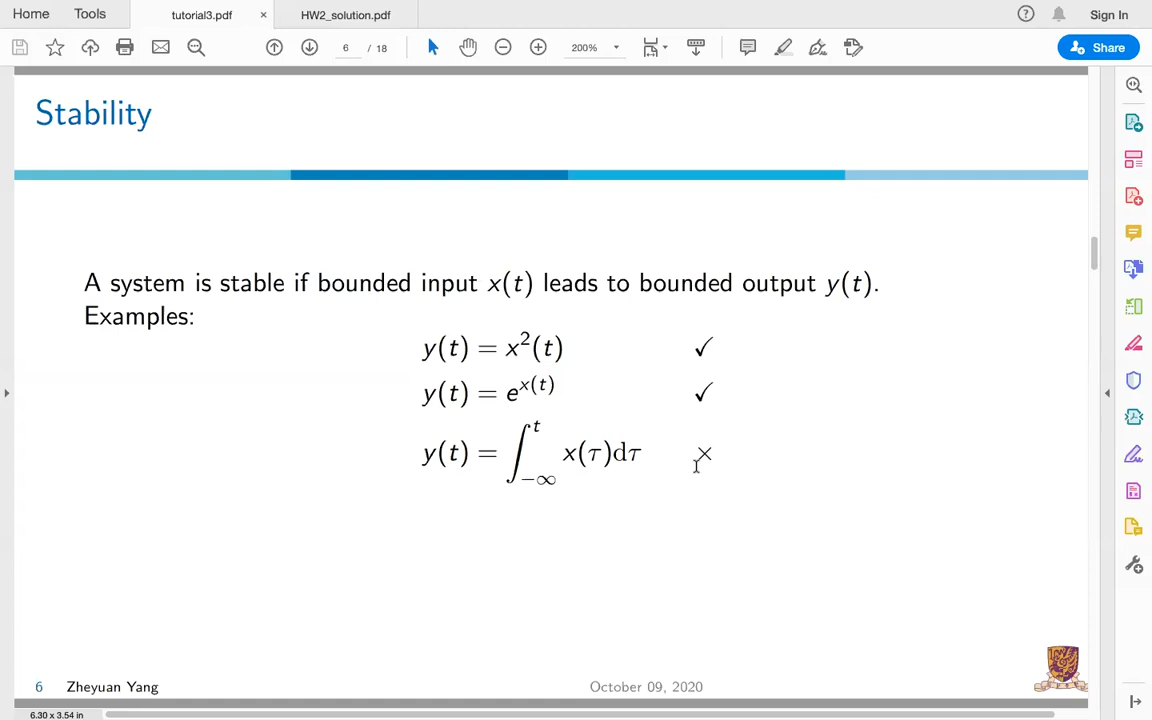 Home Tools tutorial3.pdf × HW2_solution.pdf Sign In
6 / 18 200% Share
Stability
A system is stable if bounded input x(t) leads to bounded output y(t).
Examples:
y(t) = x²(t) ✓
y(t) = e^{x(t)} ✓
y(t) = ∫_{−∞}^{t} x(τ)dτ ×
6 Zheyuan Yang October 09, 2020
6.30 x 3.54 in